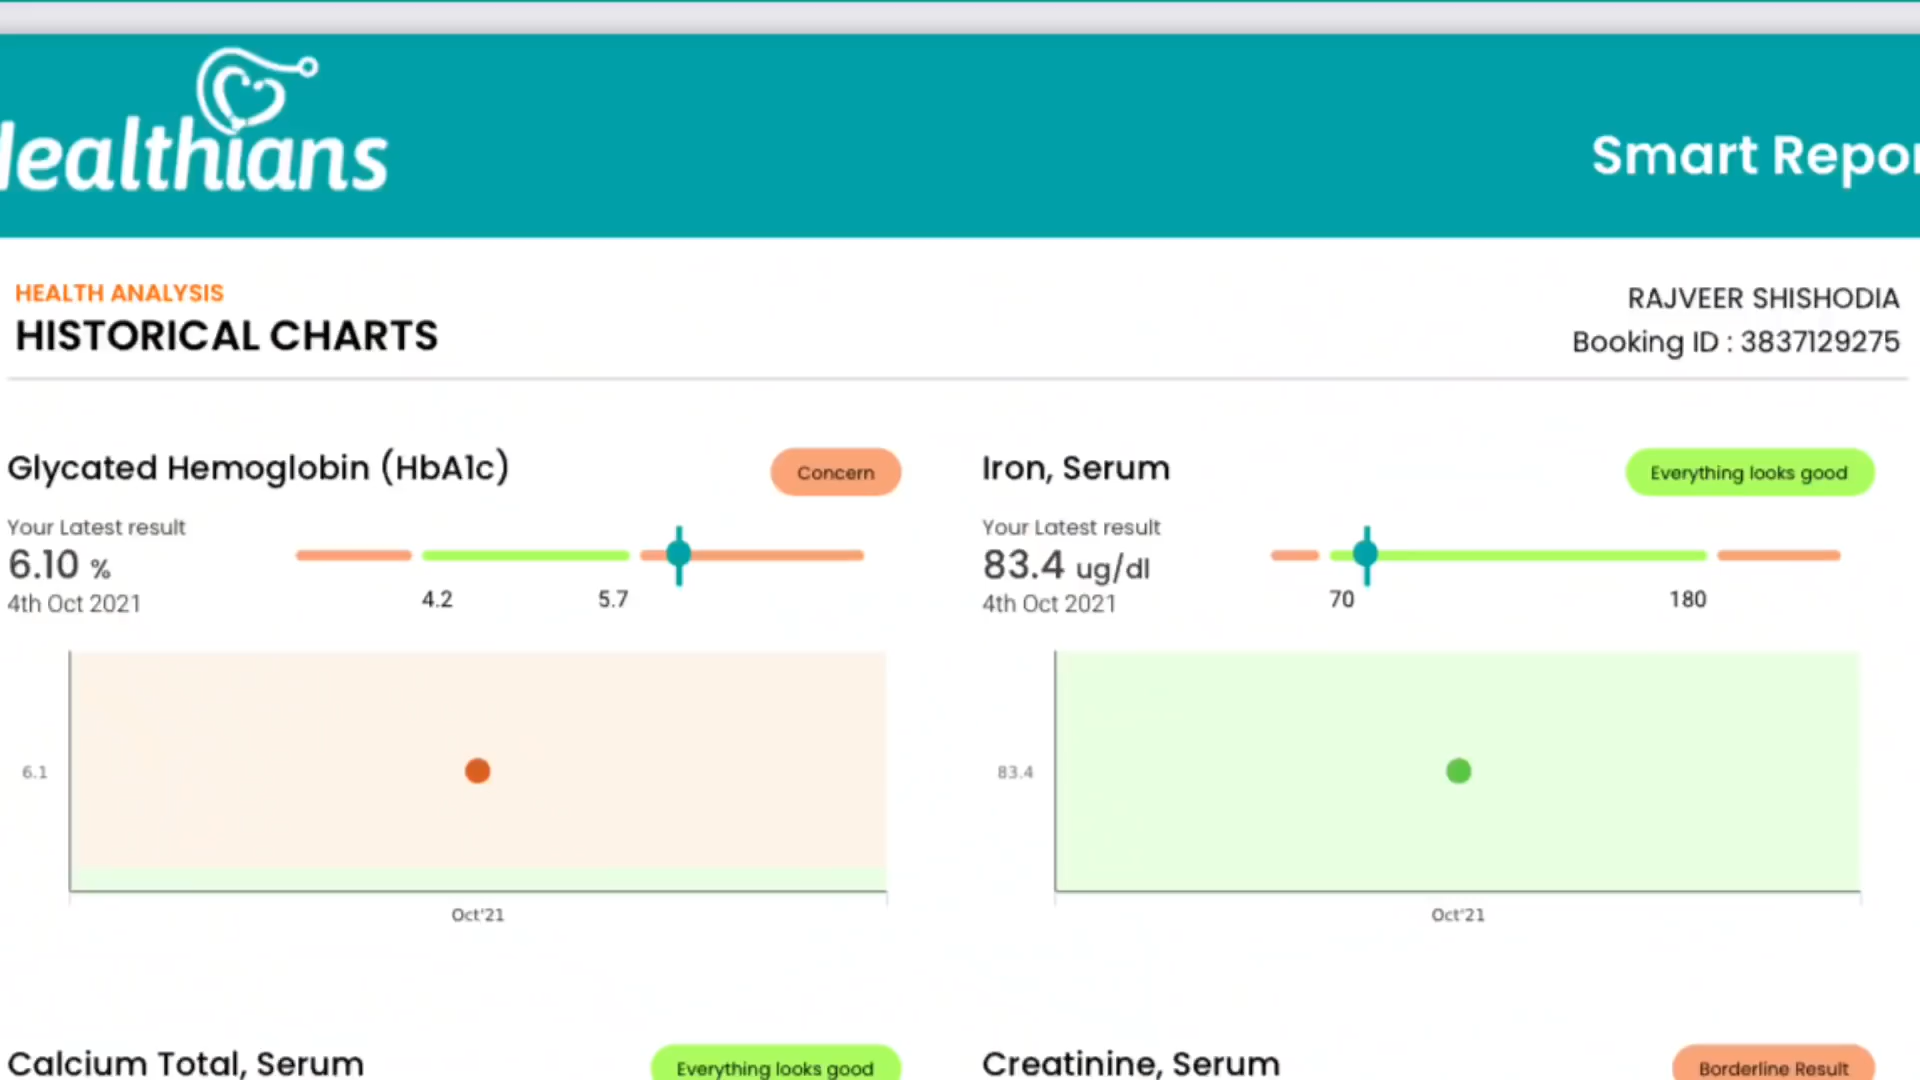 Healthians
Smart Repor
HEALTH ANALYSIS
HISTORICAL CHARTS
RAJVEER SHISHODIA
Booking ID : 3837129275
Glycated Hemoglobin (HbA1c)
Concern
Your Latest result
6.10 %
4th Oct 2021
4.2
5.7
6.1
Oct'21
Iron, Serum
Everything looks good
Your Latest result
83.4 ug/dl
4th Oct 2021
70
180
83.4
Oct'21
Calcium Total, Serum
Everything looks good
Creatinine, Serum
Borderline Result